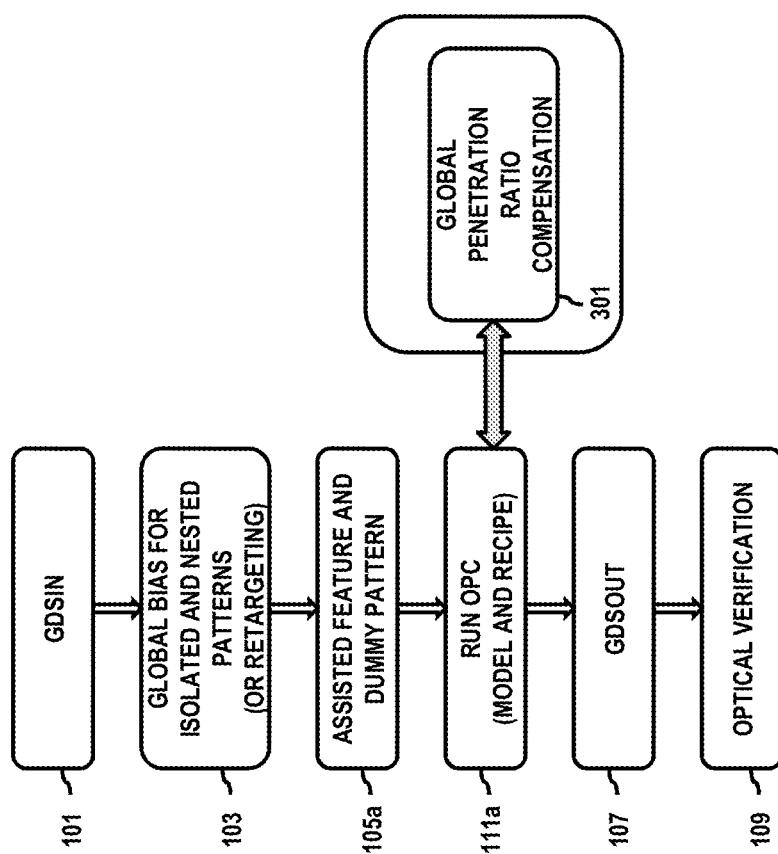 101
GDSIN
103
GLOBAL BIAS FOR
ISOLATED AND NESTED
PATTERNS
(OR RETARGETING)
105a
ASSISTED FEATURE AND
DUMMY PATTERN
111a
RUN OPC
(MODEL AND RECIPE)
GLOBAL
PENETRATION
RATIO
COMPENSATION
301
107
GDSOUT
109
OPTICAL VERIFICATION